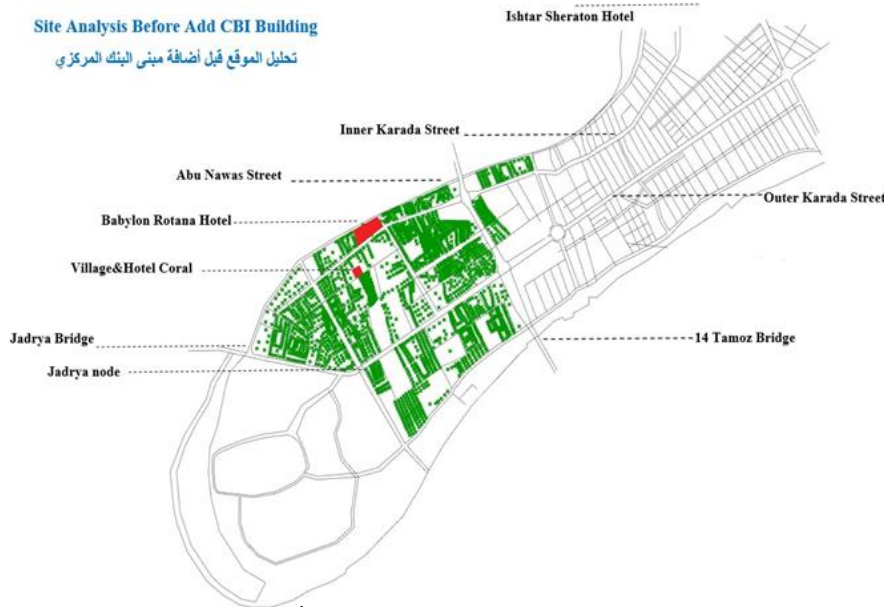 Site Analysis Before Add CBI Building
تحليل الموقع قبل أضافة مبنى البنك المركزي
Ishtar Sheraton Hotel
Inner Karada Street
Abu Nawas Street
Outer Karada Street
Babylon Rotana Hotel
Village&Hotel Coral
Jadrya Bridge
14 Tamoz Bridge
Jadrya node